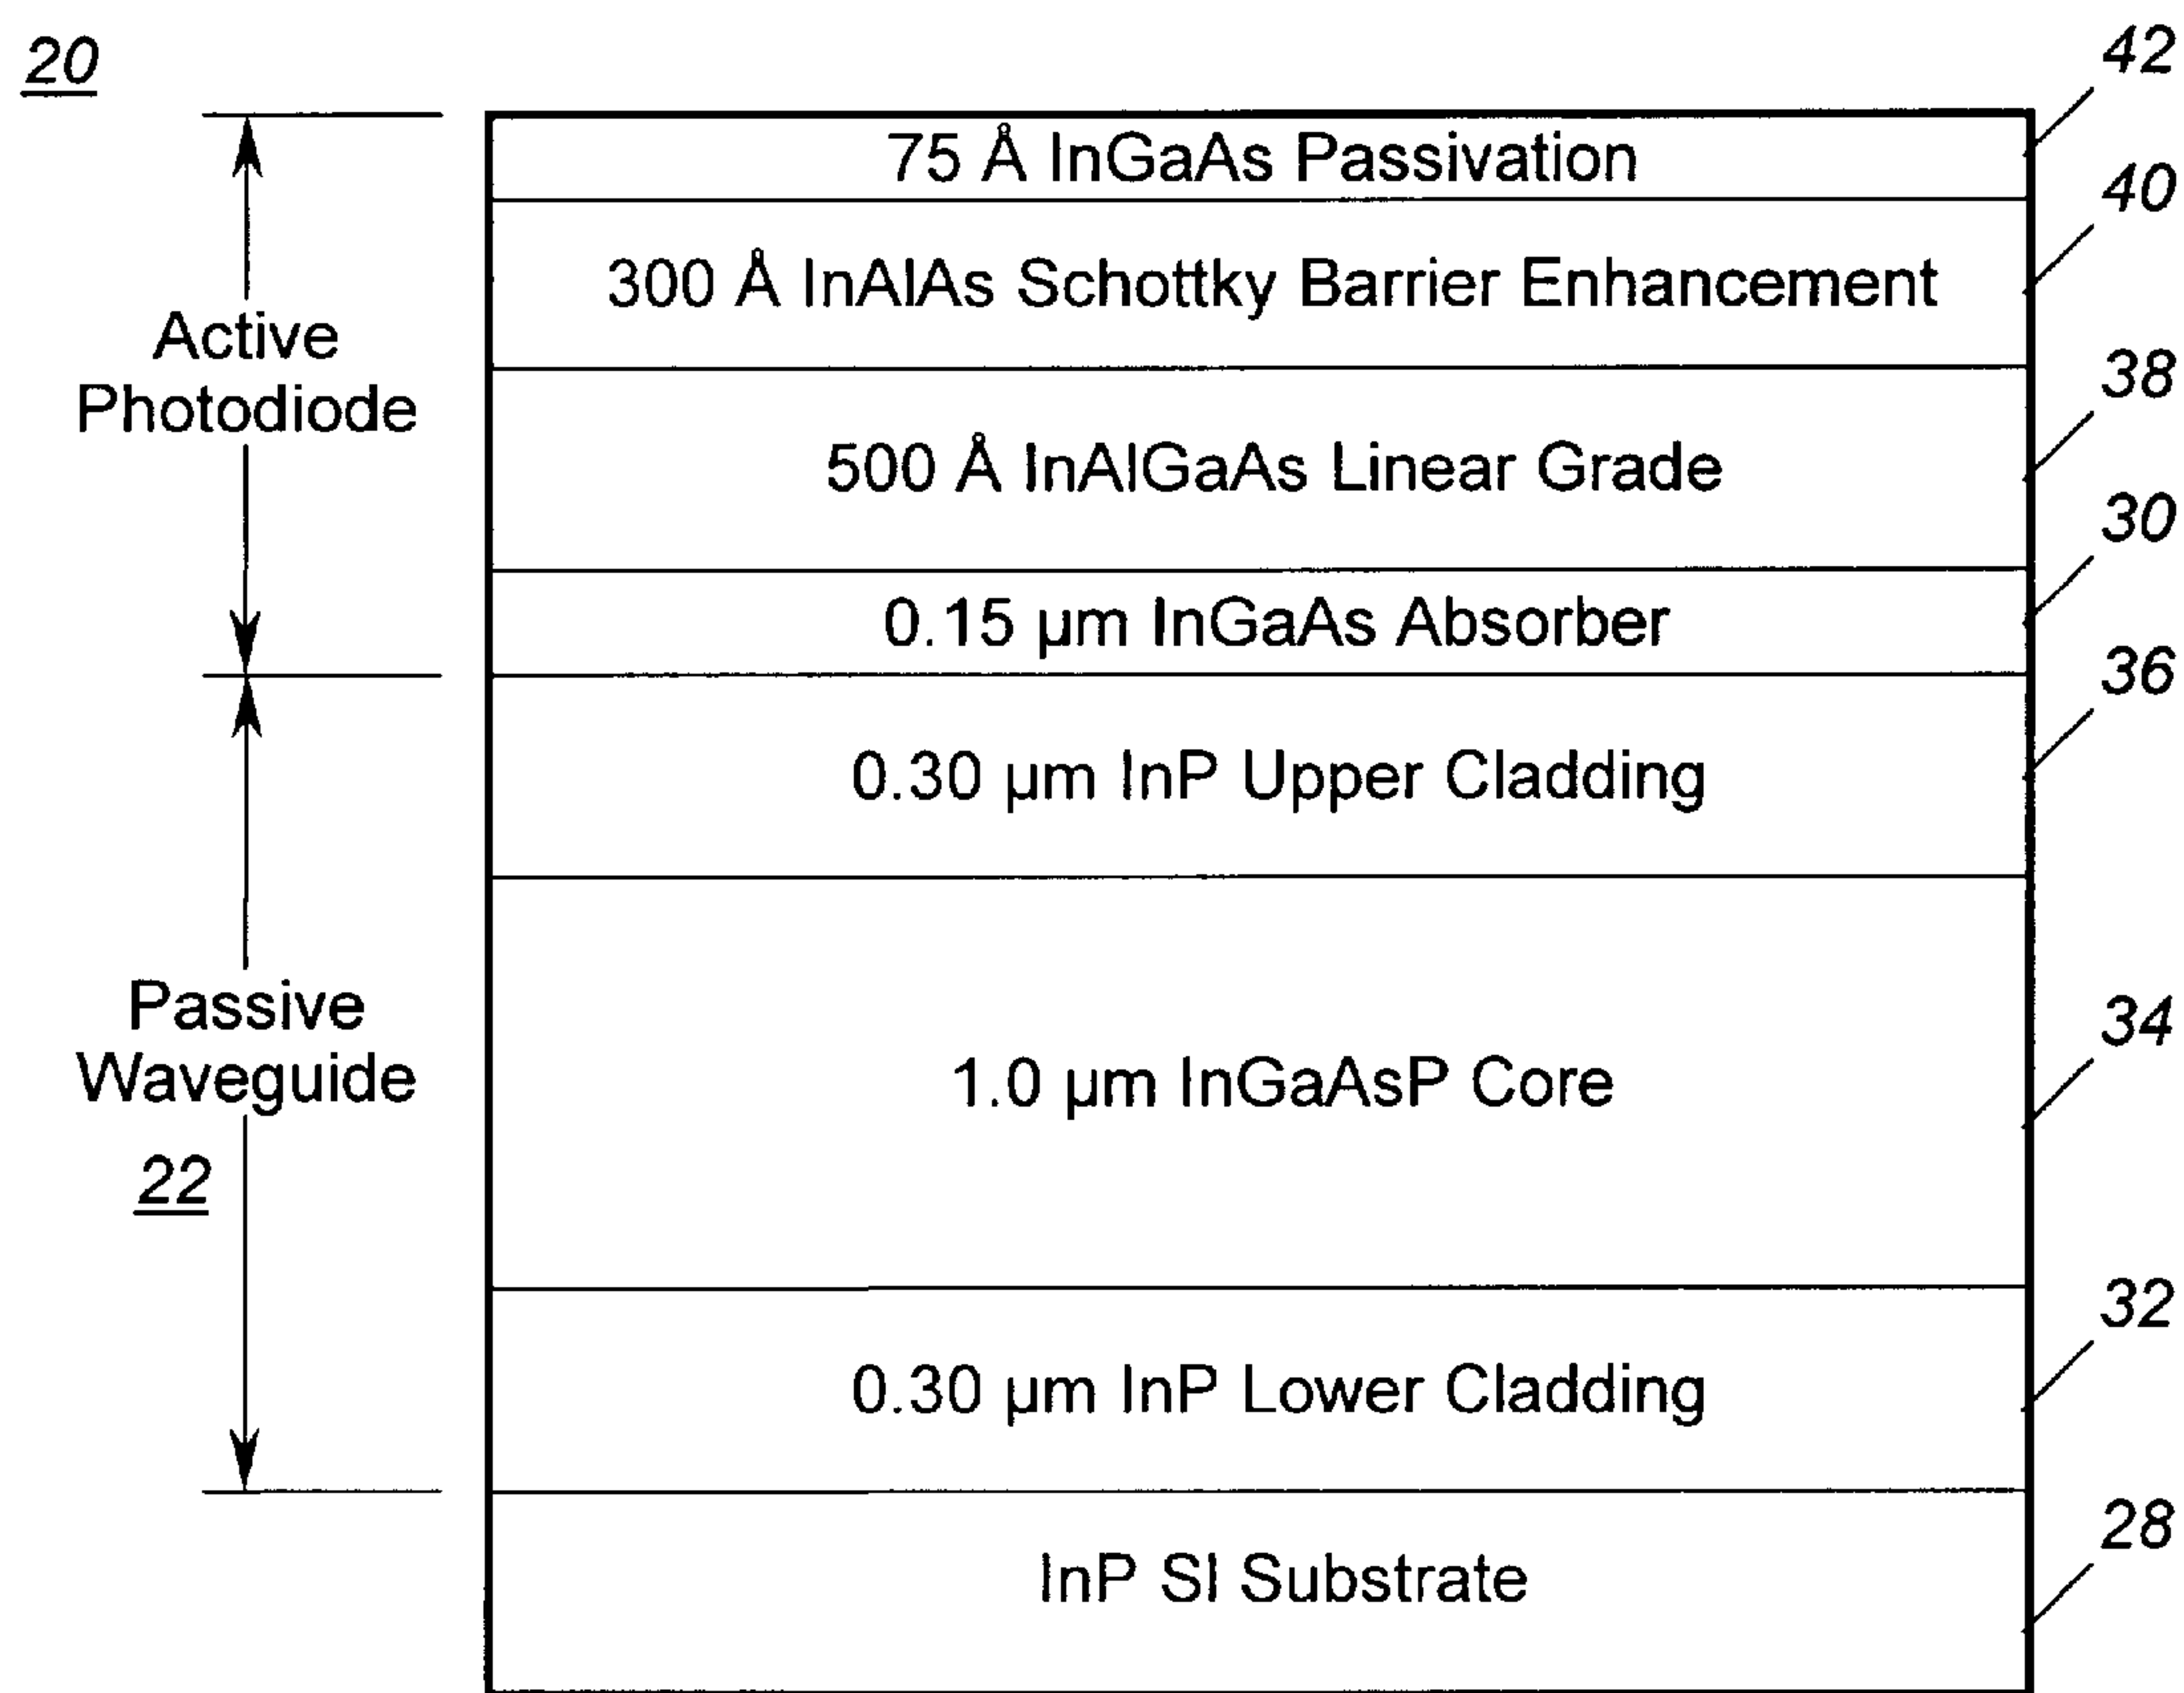 20
42
75 Å InGaAs Passivation
40
300 Å InAlAs Schottky Barrier Enhancement
Active
Photodiode
38
500 Å InAlGaAs Linear Grade
30
0.15 µm InGaAs Absorber
36
0.30 µm InP Upper Cladding
Passive
Waveguide
22
34
1.0 µm InGaAsP Core
32
0.30 µm InP Lower Cladding
28
InP SI Substrate